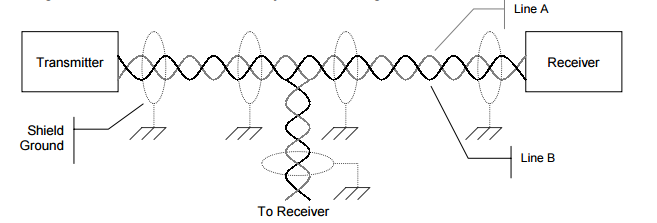 Line A
Transmitter
Receiver
Shield
Ground
Line B
To Receiver